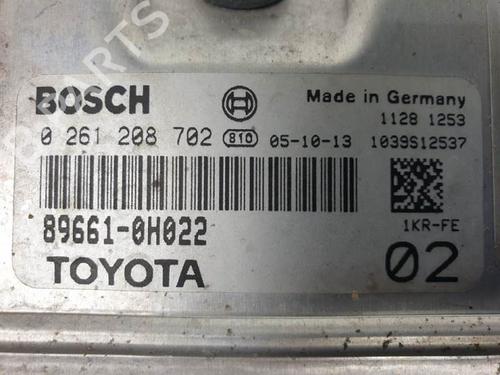 PARTS
BOSCH
Made in Germany
1128 1253
0 261 208 702 810 05-10-13 1039S12537
89661-0H022
1KR-FE
TOYOTA
02